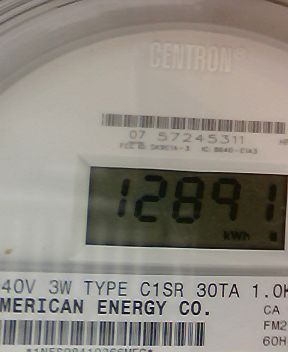 CENTRON®
07 57245311
12891
kWh
40V 3W TYPE C1SR 30TA 1.0K
MERICAN ENERGY CO.
CA
FM2
60H